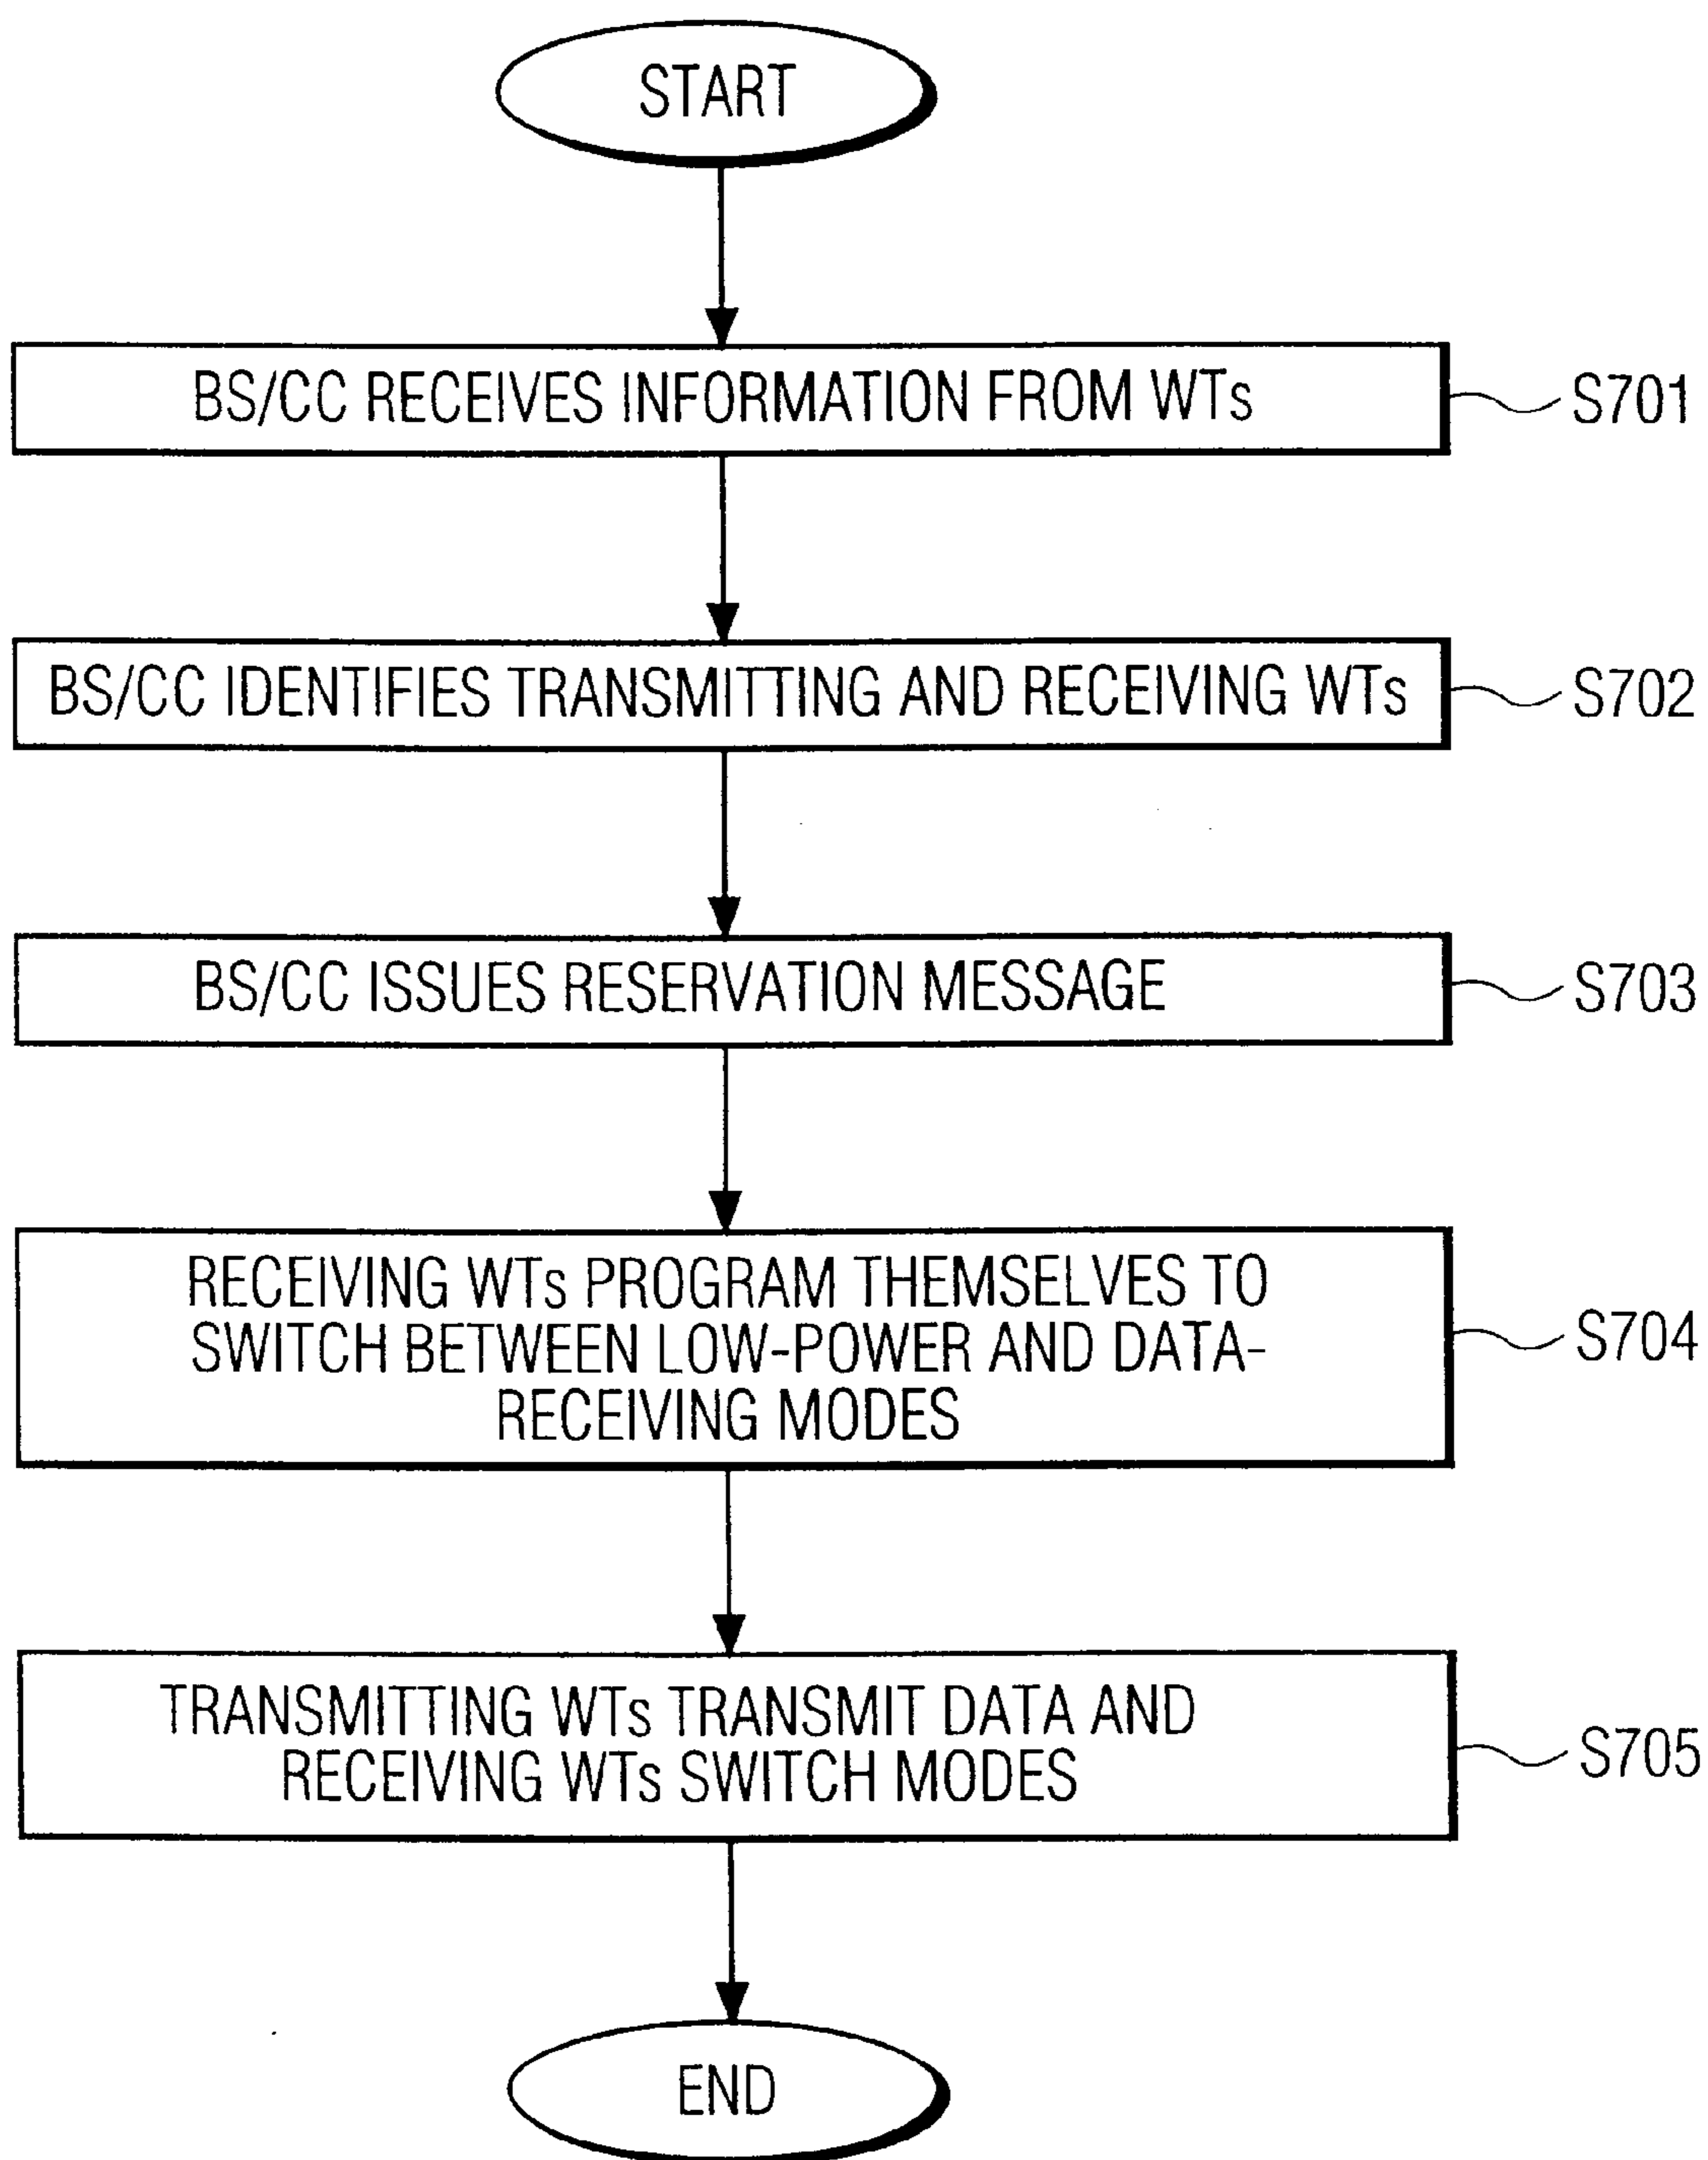 START
BS/CC RECEIVES INFORMATION FROM WTs
S701
BS/CC IDENTIFIES TRANSMITTING AND RECEIVING WTs
S702
BS/CC ISSUES RESERVATION MESSAGE
S703
RECEIVING WTs PROGRAM THEMSELVES TO
SWITCH BETWEEN LOW-POWER AND DATA-
RECEIVING MODES
S704
TRANSMITTING WTs TRANSMIT DATA AND
RECEIVING WTs SWITCH MODES
S705
END